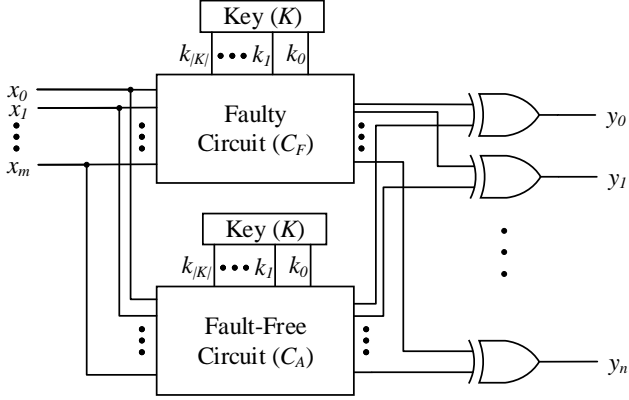 Key (K)
k|K| ••• k1 k0
x0
x1
xm
Faulty
Circuit (CF)
y0
y1
Key (K)
k|K| ••• k1 k0
Fault-Free
Circuit (CA)
yn